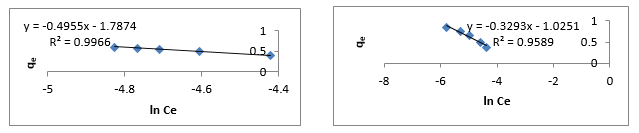 y = -0.4955x - 1.7874
R² = 0.9966
1
0.5
0
qe
-5 -4.8 -4.6 -4.4
ln Ce
y = -0.3293x - 1.0251
R² = 0.9589
1
0.5
0
qe
-8 -6 -4 -2 0
ln Ce